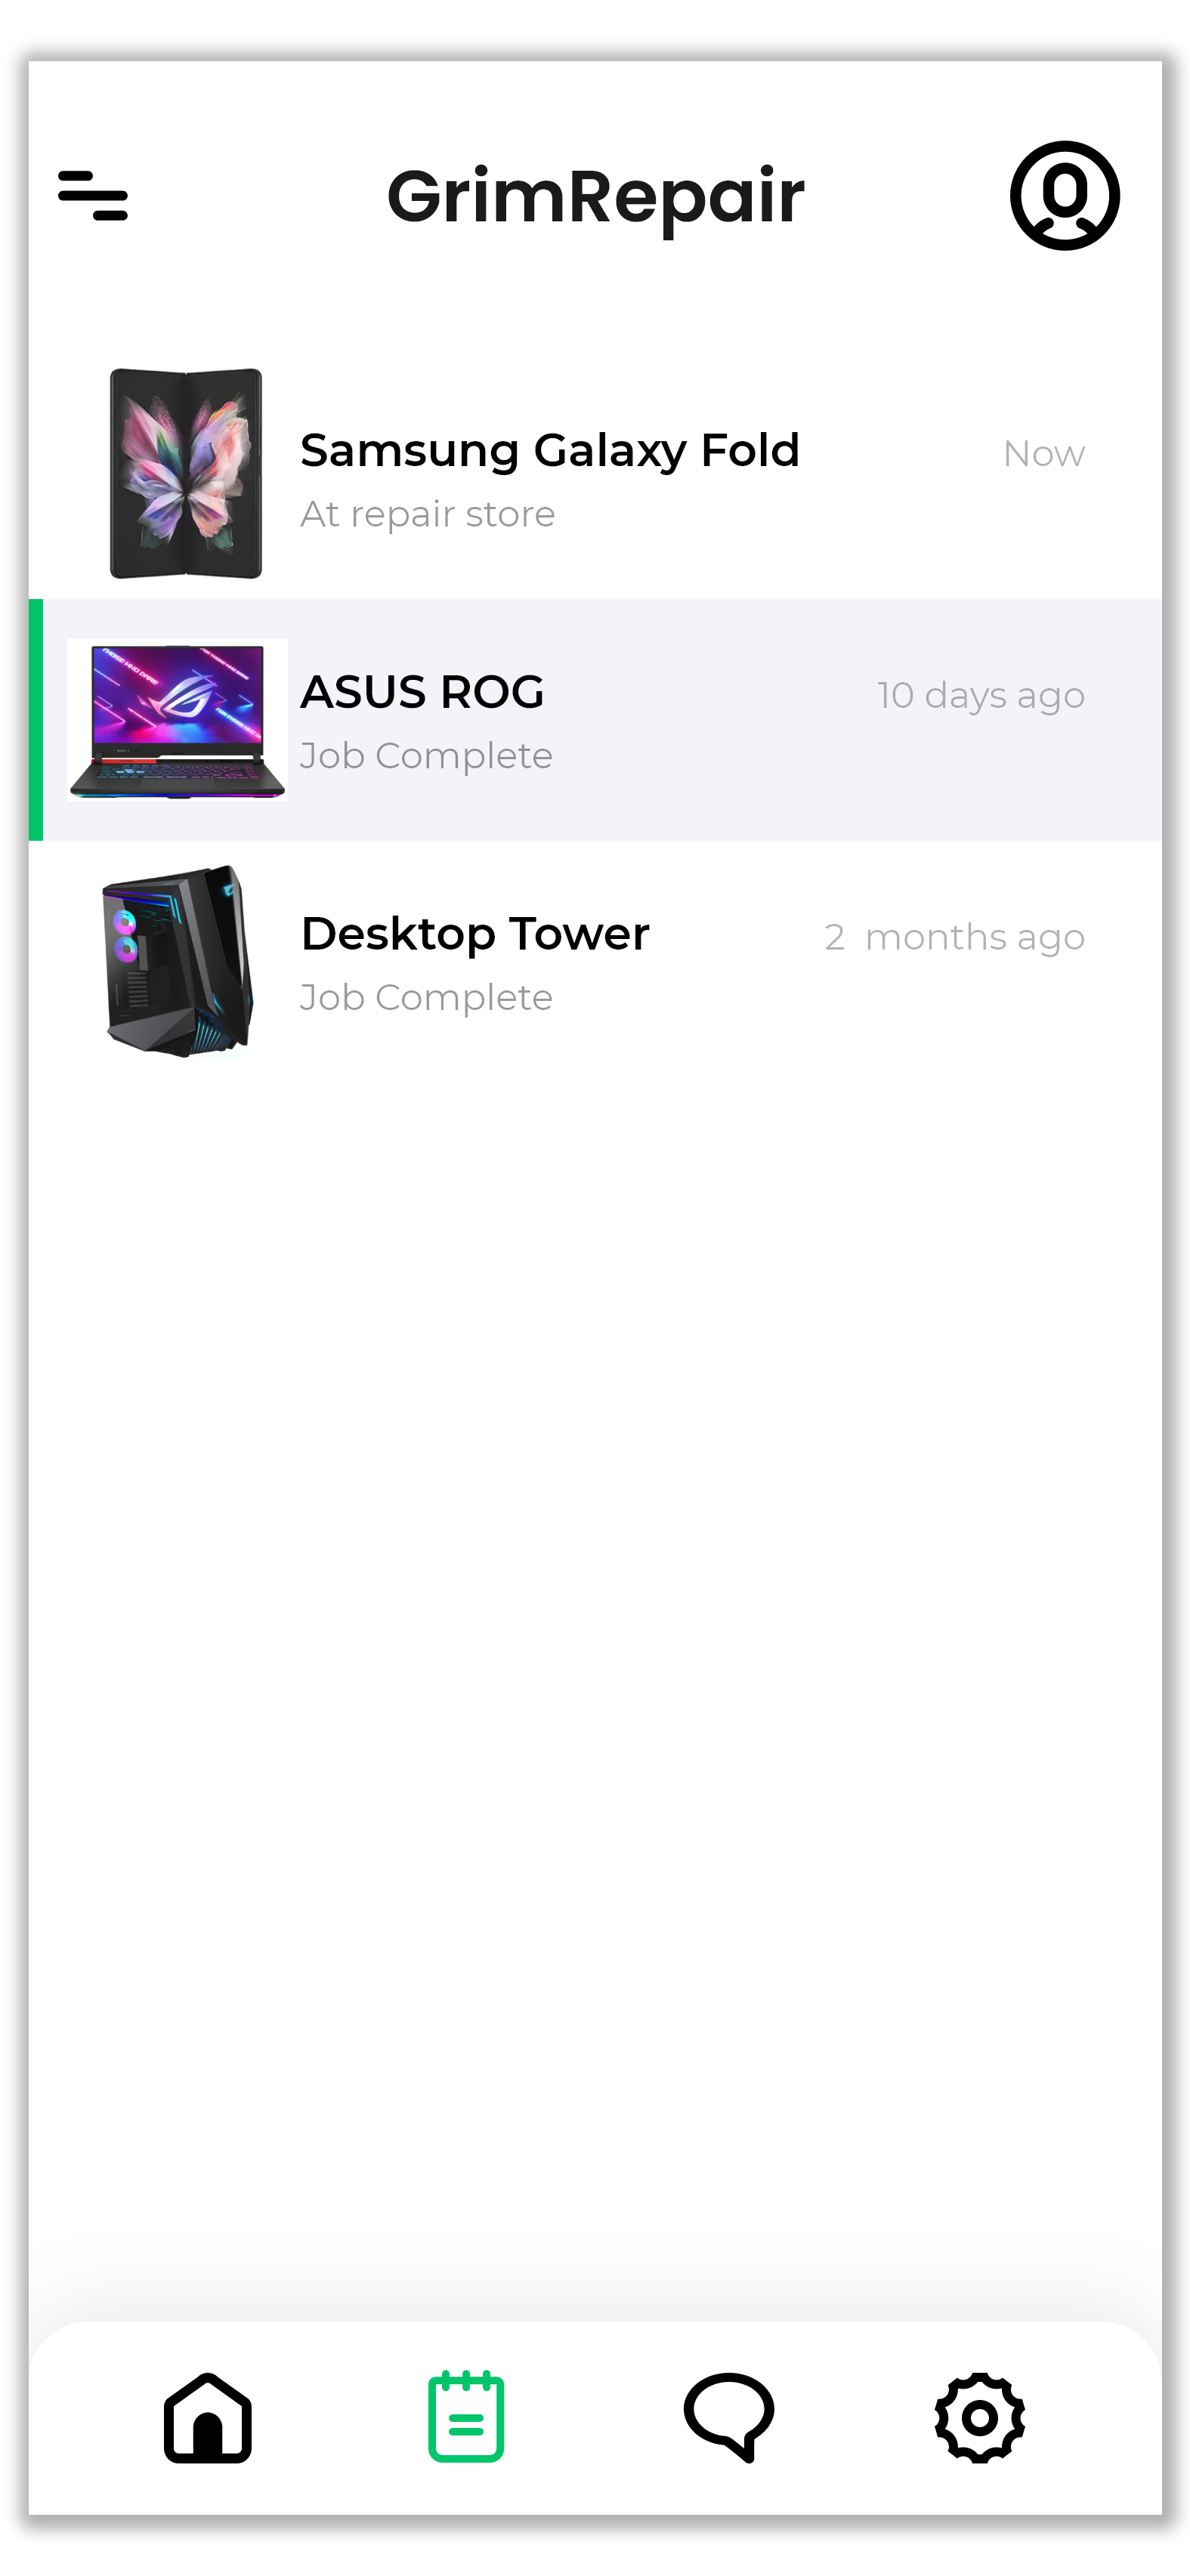 GrimRepair
Samsung Galaxy Fold
Now
At repair store
ASUS ROG
10 days ago
Job Complete
Desktop Tower
2 months ago
Job Complete